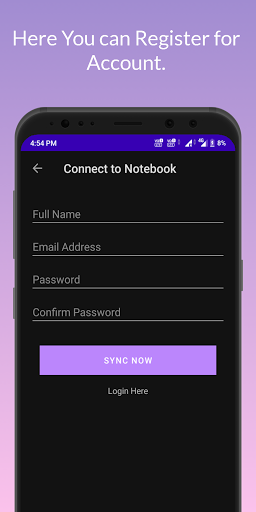 Here You can Register for
Account.
4:54 PM
4G
8%
Connect to Notebook
Full Name
Email Address
Password
Confirm Password
SYNC NOW
Login Here